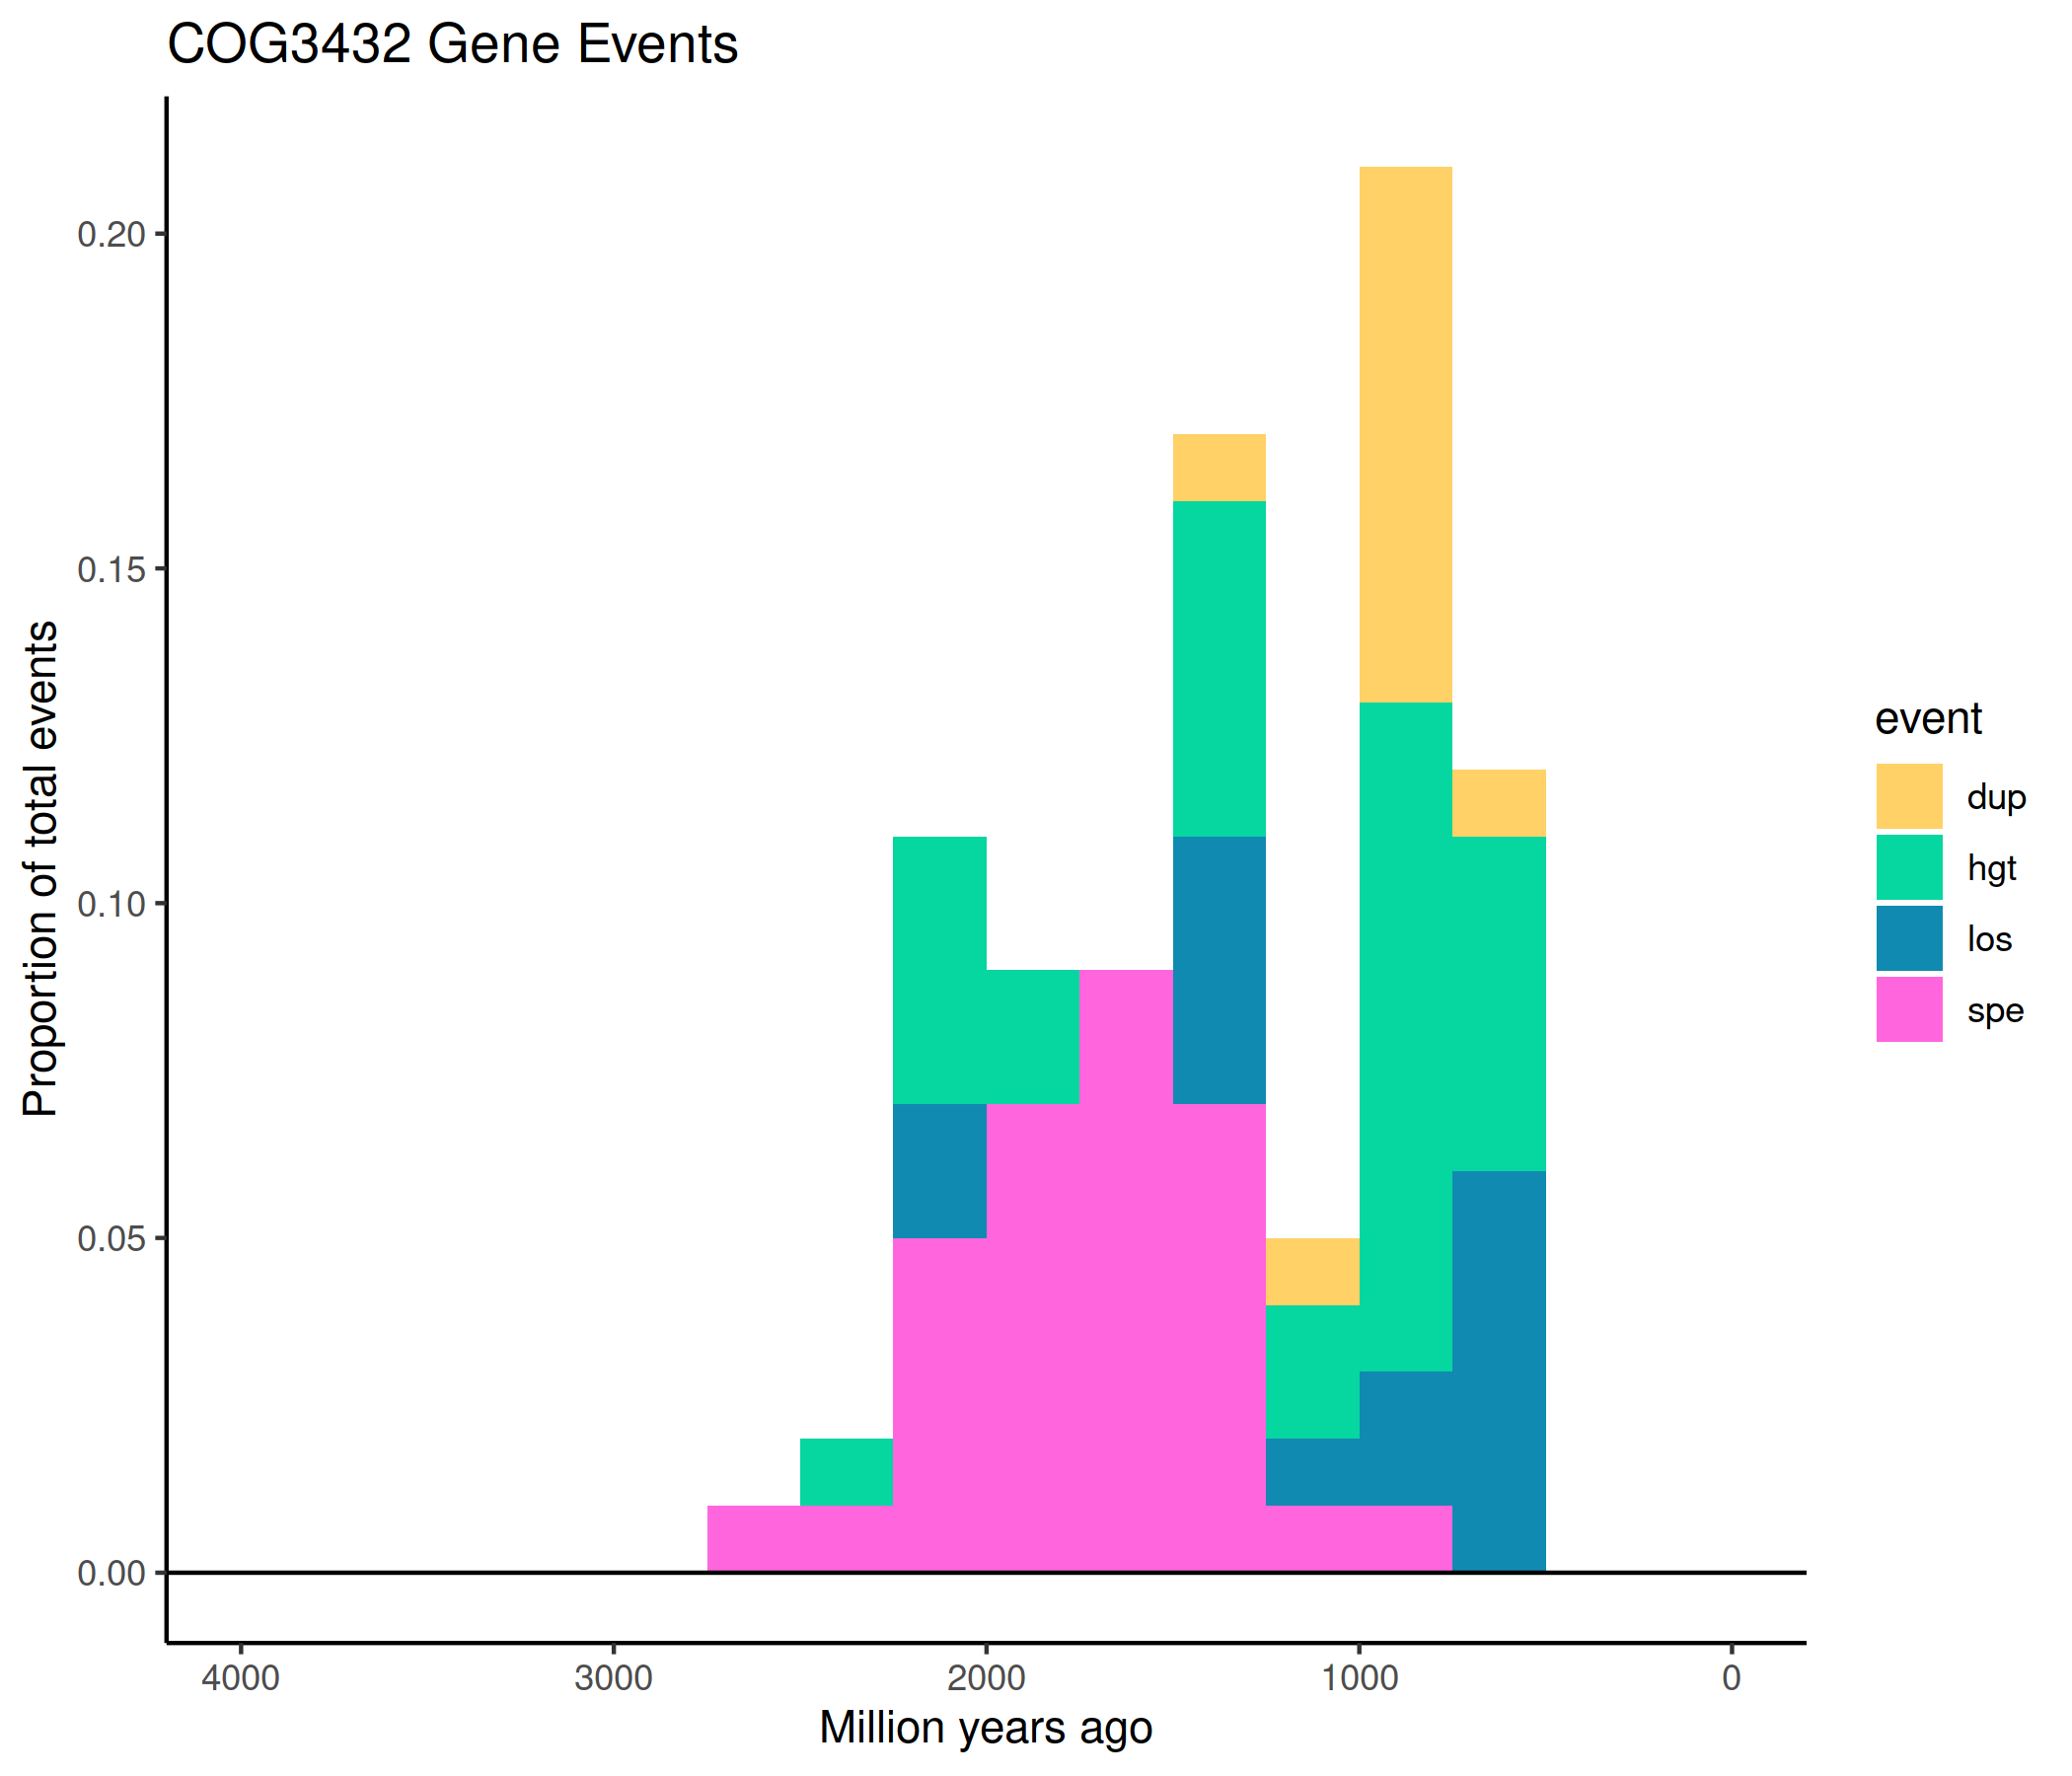 COG3432 Gene Events
Proportion of total events
0.20
0.15
0.10
0.05
0.00
4000 3000 2000 1000 0
Million years ago
event
dup
hgt
los
spe